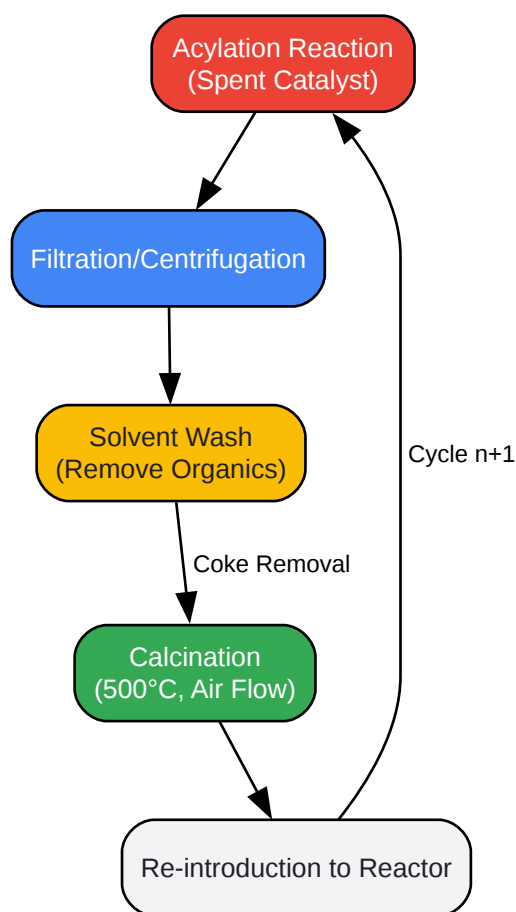 Acylation Reaction
(Spent Catalyst)
Filtration/Centrifugation
Solvent Wash
(Remove Organics)
Cycle n+1
Coke Removal
Calcination
(500°C, Air Flow)
Re-introduction to Reactor